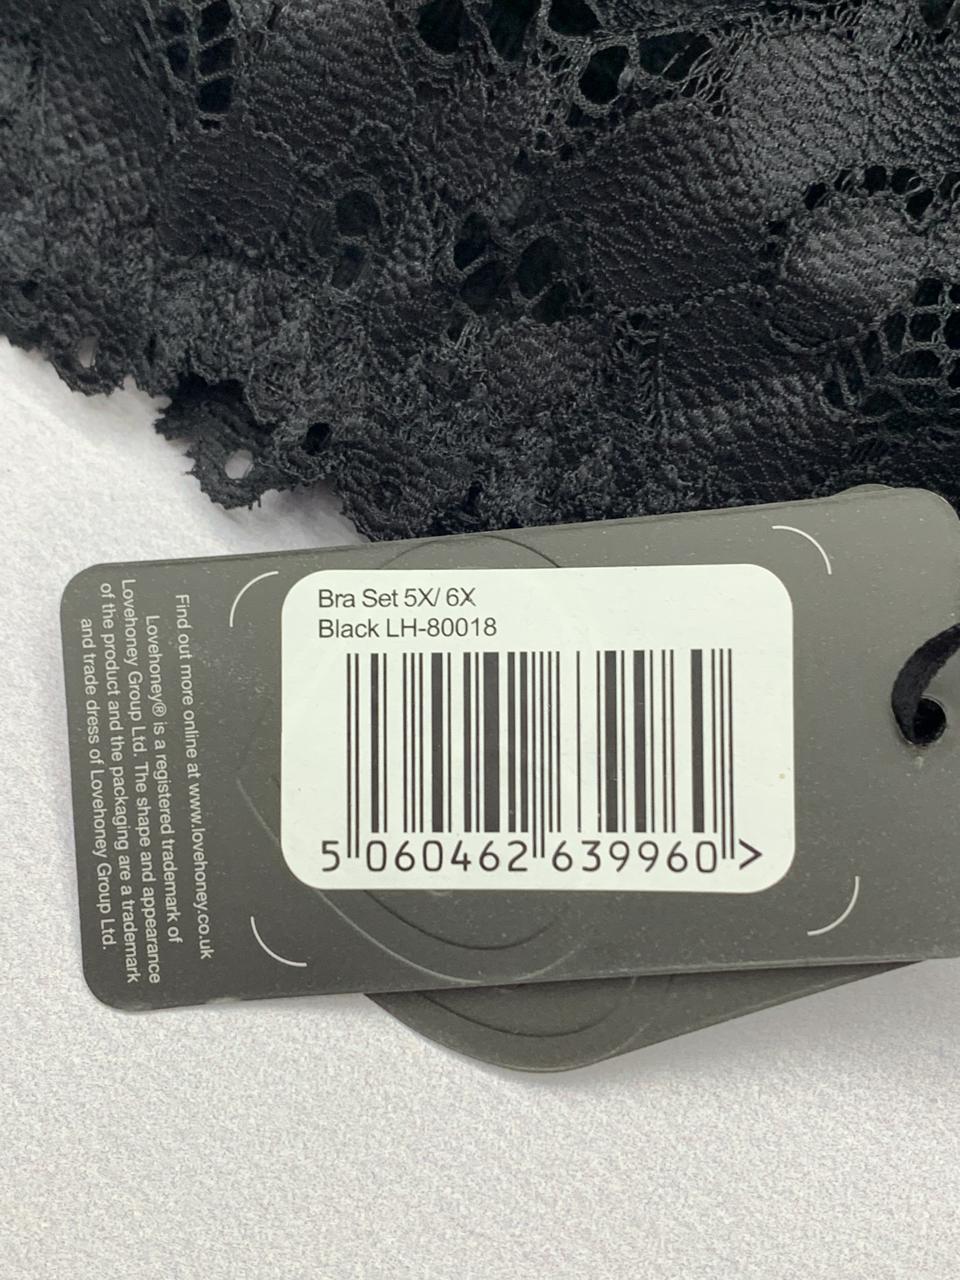 Bra Set 5X/ 6X
Black LH-80018
5 060462 639960 >
Find out more online at www.lovehoney.co.uk
Lovehoney® is a registered trademark of
Lovehoney Group Ltd. The shape and appearance
of the product and the packaging are a trademark
and trade dress of Lovehoney Group Ltd.